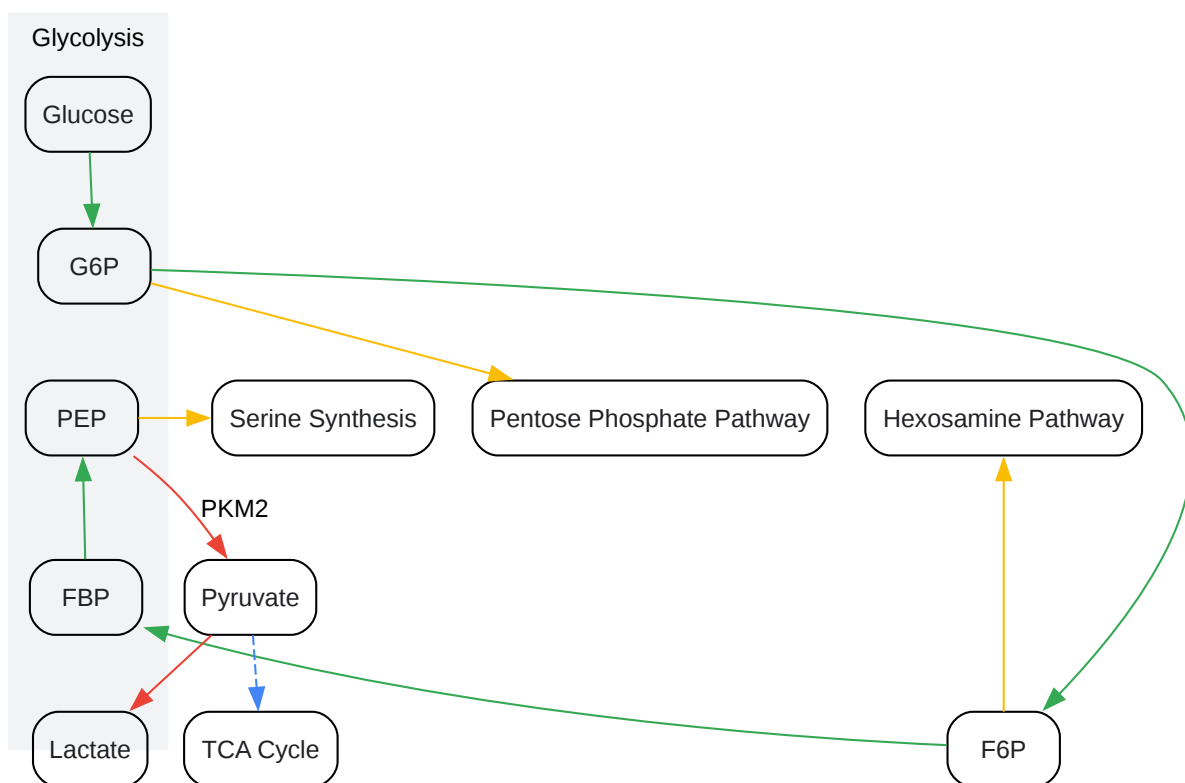 Glycolysis
Glucose
G6P
PEP
Serine Synthesis
Pentose Phosphate Pathway
Hexosamine Pathway
PKM2
FBP
Pyruvate
Lactate
TCA Cycle
F6P